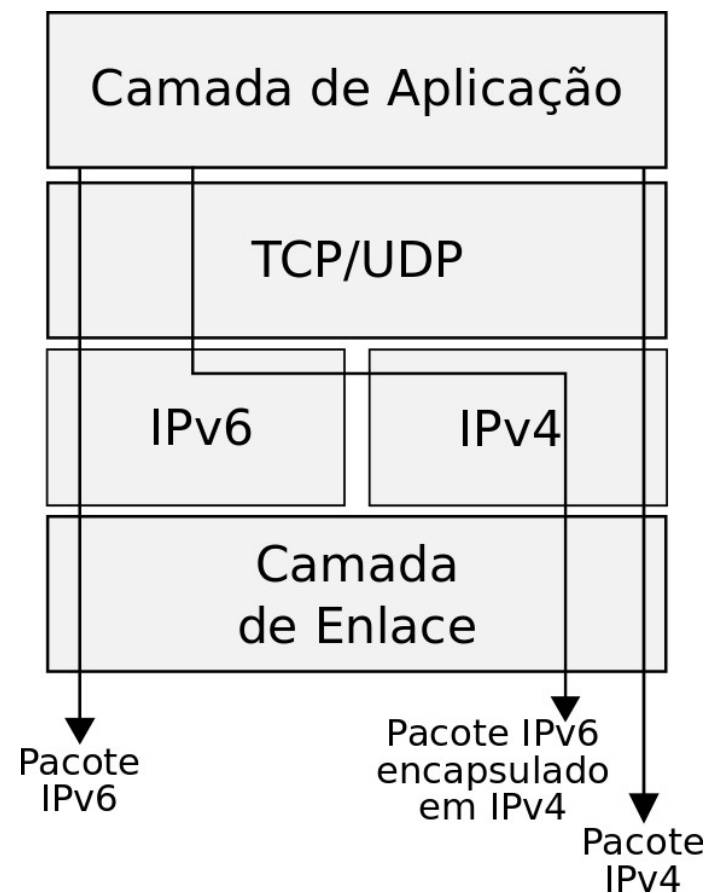 Camada de Aplicação
TCP/UDP
IPv6
IPv4
Camada
de Enlace
Pacote
IPv6
Pacote IPv6
encapsulado
em IPv4
Pacote
IPv4